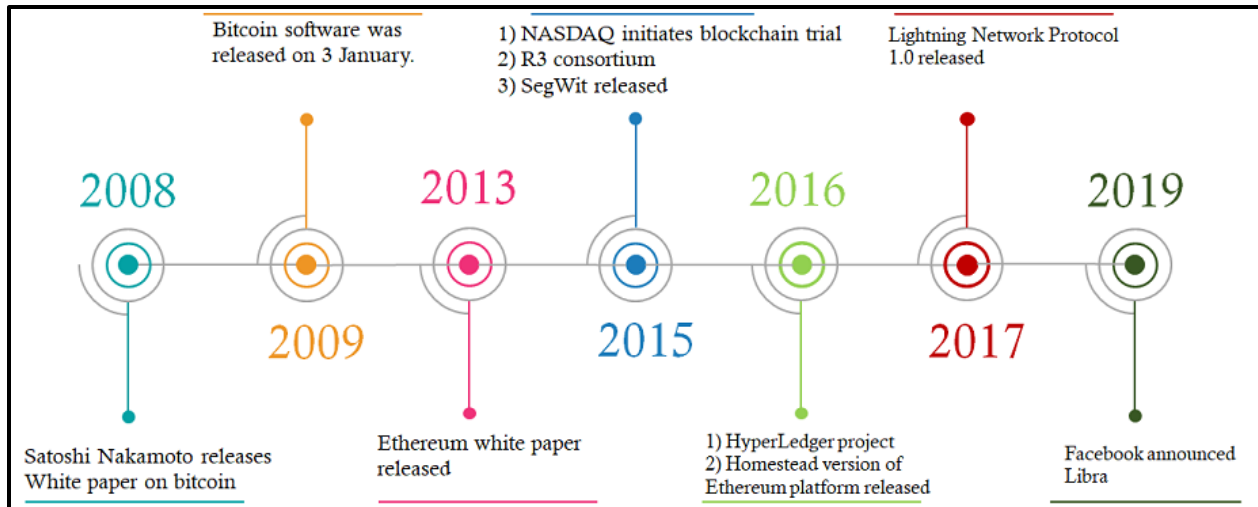 Bitcoin software was
released on 3 January.
1) NASDAQ initiates blockchain trial
2) R3 consortium
3) SegWit released
Lightning Network Protocol
1.0 released
2008
2013
2016
2019
2009
2015
2017
Satoshi Nakamoto releases
White paper on bitcoin
Ethereum white paper
released
1) HyperLedger project
2) Homestead version of
Ethereum platform released
Facebook announced
Libra